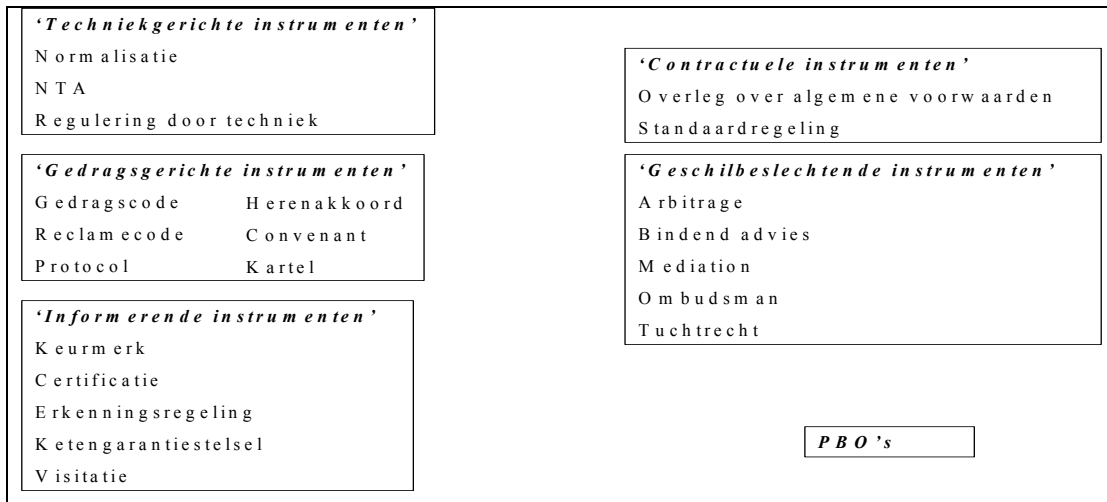 ‘Techniekgerichte instrumenten’
Normalisatie
NTA
Regulering door techniek
‘Gedragsgerichte instrumenten’
Gedragscode Herenakkoord
Reclamecode Convenant
Protocol Kartel
‘Informerende instrumenten’
Keurmerk
Certificatie
Erkenningsregeling
Ketengarantiestelsel
Visitatie
‘Contractuele instrumenten’
Overleg over algemene voorwaarden
Standaardregeling
‘Geschilbeslechtende instrumenten’
Arbitrage
Bindend advies
Mediation
Ombudsman
Tuchtrecht
PBO’s